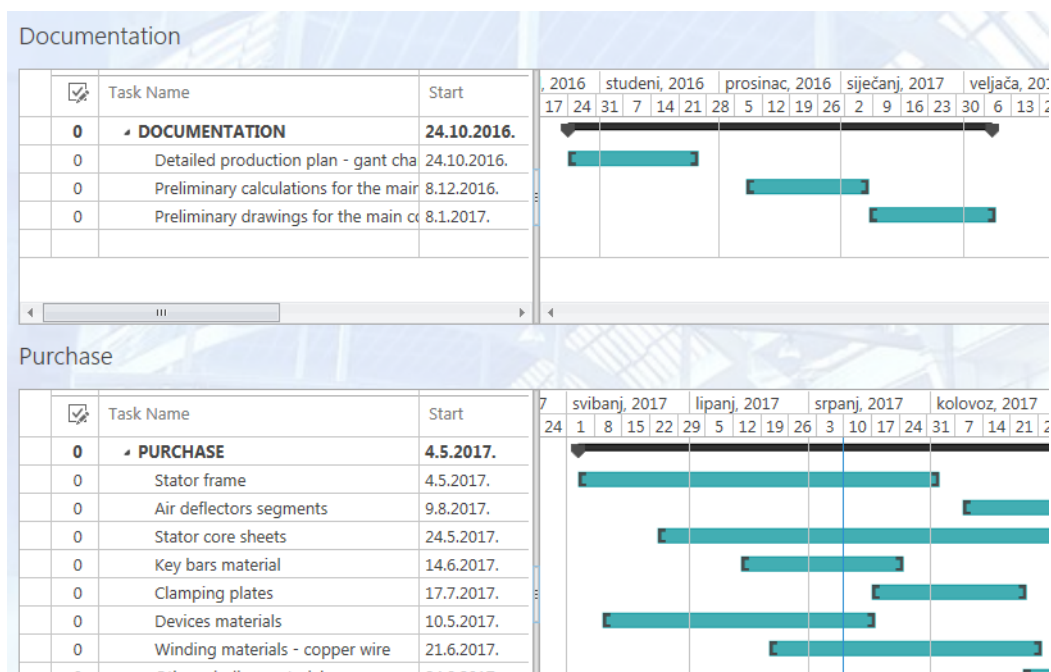 Documentation
Task Name Start , 2016 studeni, 2016 prosinac, 2016 siječanj, 2017 veljača, 201
17 24 31 7 14 21 28 5 12 19 26 2 9 16 23 30 6 13 2
0 DOCUMENTATION 24.10.2016.
0 Detailed production plan - gant cha 24.10.2016.
0 Preliminary calculations for the mair 8.12.2016.
0 Preliminary drawings for the main co 8.1.2017.
Purchase
Task Name Start 7 svibanj, 2017 lipanj, 2017 srpanj, 2017 kolovoz, 2017
24 1 8 15 22 29 5 12 19 26 3 10 17 24 31 7 14 21 2
0 PURCHASE 4.5.2017.
0 Stator frame 4.5.2017.
0 Air deflectors segments 9.8.2017.
0 Stator core sheets 24.5.2017.
0 Key bars material 14.6.2017.
0 Clamping plates 17.7.2017.
0 Devices materials 10.5.2017.
0 Winding materials - copper wire 21.6.2017.